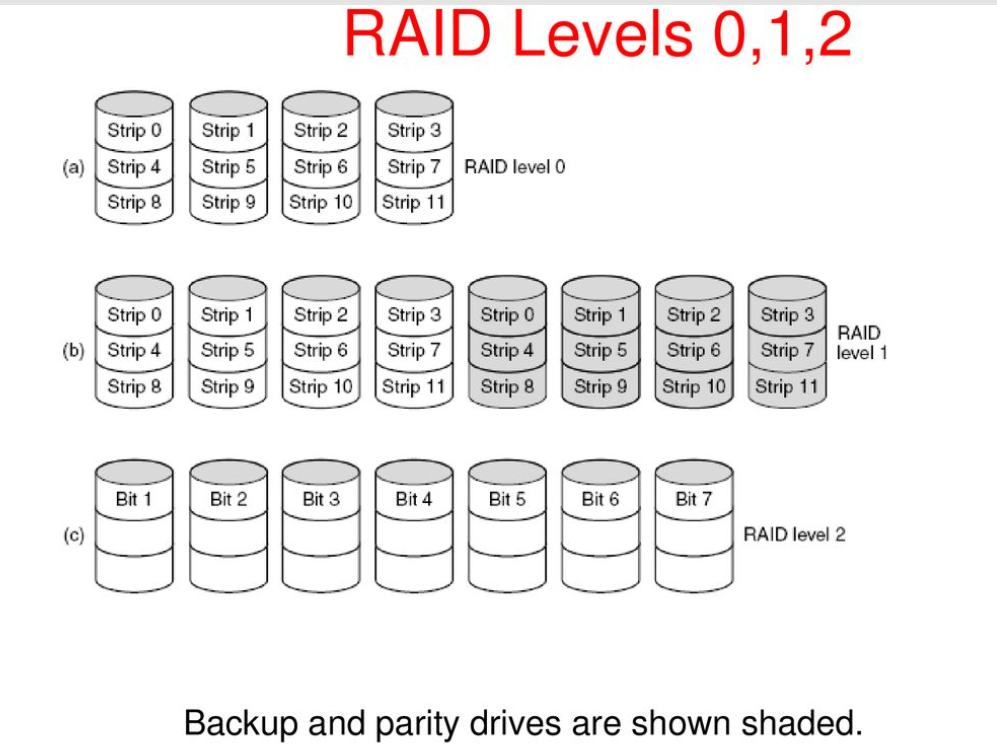 RAID Levels 0,1,2
Strip 0 Strip 1 Strip 2 Strip 3
(a) Strip 4 Strip 5 Strip 6 Strip 7 RAID level 0
Strip 8 Strip 9 Strip 10 Strip 11
Strip 0 Strip 1 Strip 2 Strip 3 Strip 0 Strip 1 Strip 2 Strip 3
RAID
(b) Strip 4 Strip 5 Strip 6 Strip 7 Strip 4 Strip 5 Strip 6 Strip 7 level 1
Strip 8 Strip 9 Strip 10 Strip 11 Strip 8 Strip 9 Strip 10 Strip 11
Bit 1 Bit 2 Bit 3 Bit 4 Bit 5 Bit 6 Bit 7
(c) RAID level 2
Backup and parity drives are shown shaded.